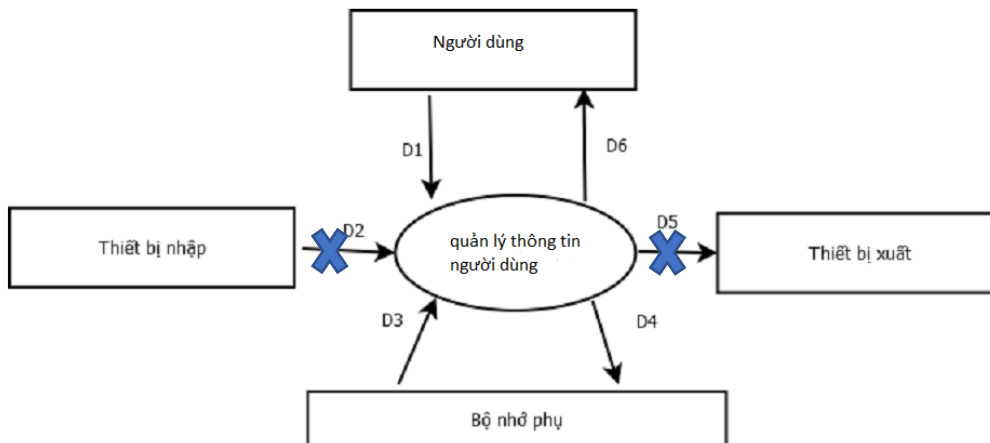 Người dùng
D1
D6
Thiết bị nhập
D2
quản lý thông tin
người dùng
D5
Thiết bị xuất
D3
D4
Bộ nhớ phụ